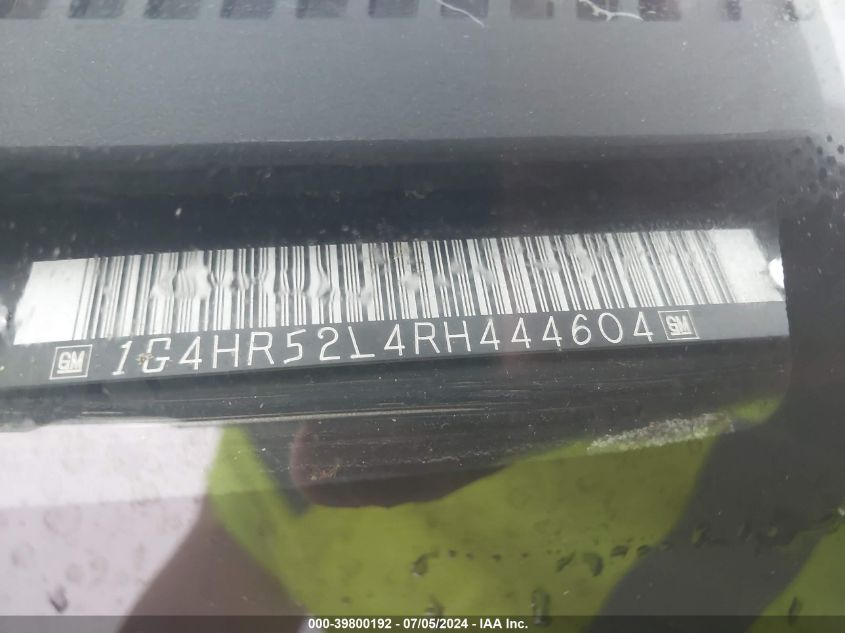 GM 1G4HR52L4RH444604 GM
000-39800192 - 07/05/2024 - IAA Inc.